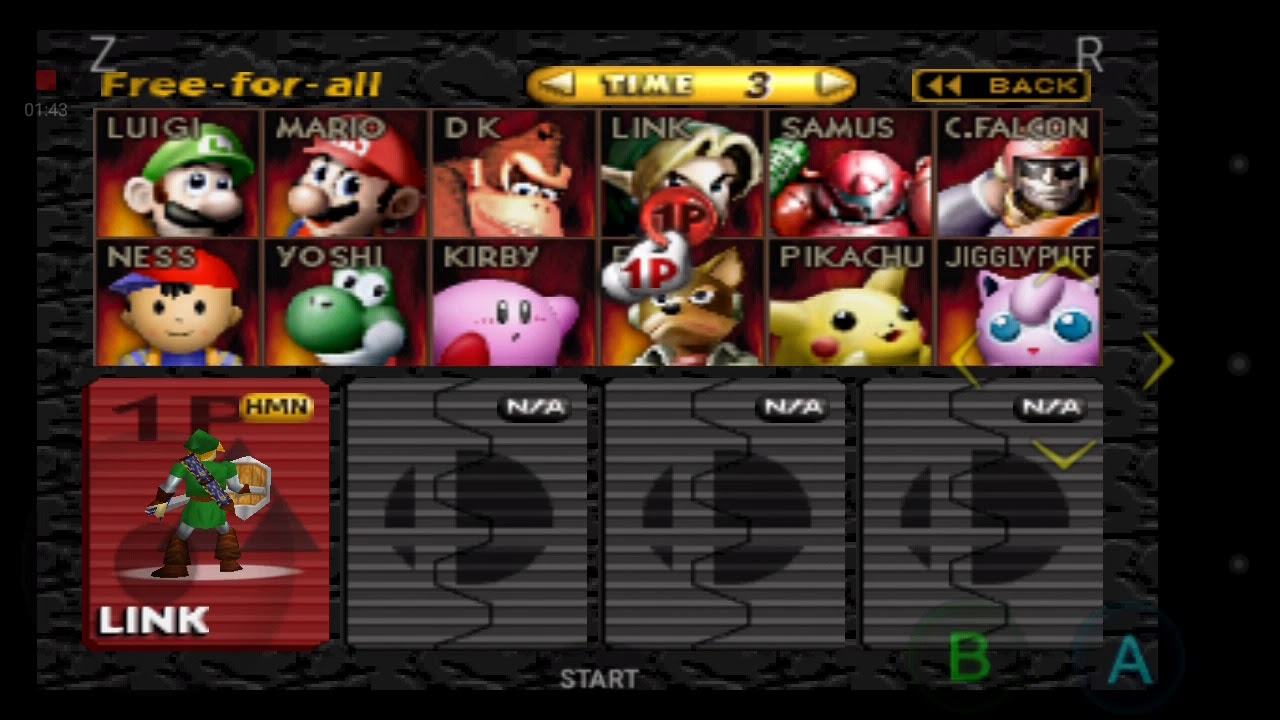 Z
R
Free-for-all
TIME 3
BACK
01:43
LUIGI
MARIO
DK
LINK
SAMUS
C.FALCON
1P
NESS
YOSHI
KIRBY
1P
PIKACHU
JIGGLYPUFF
1P
HMN
N/A
N/A
N/A
LINK
B
A
START